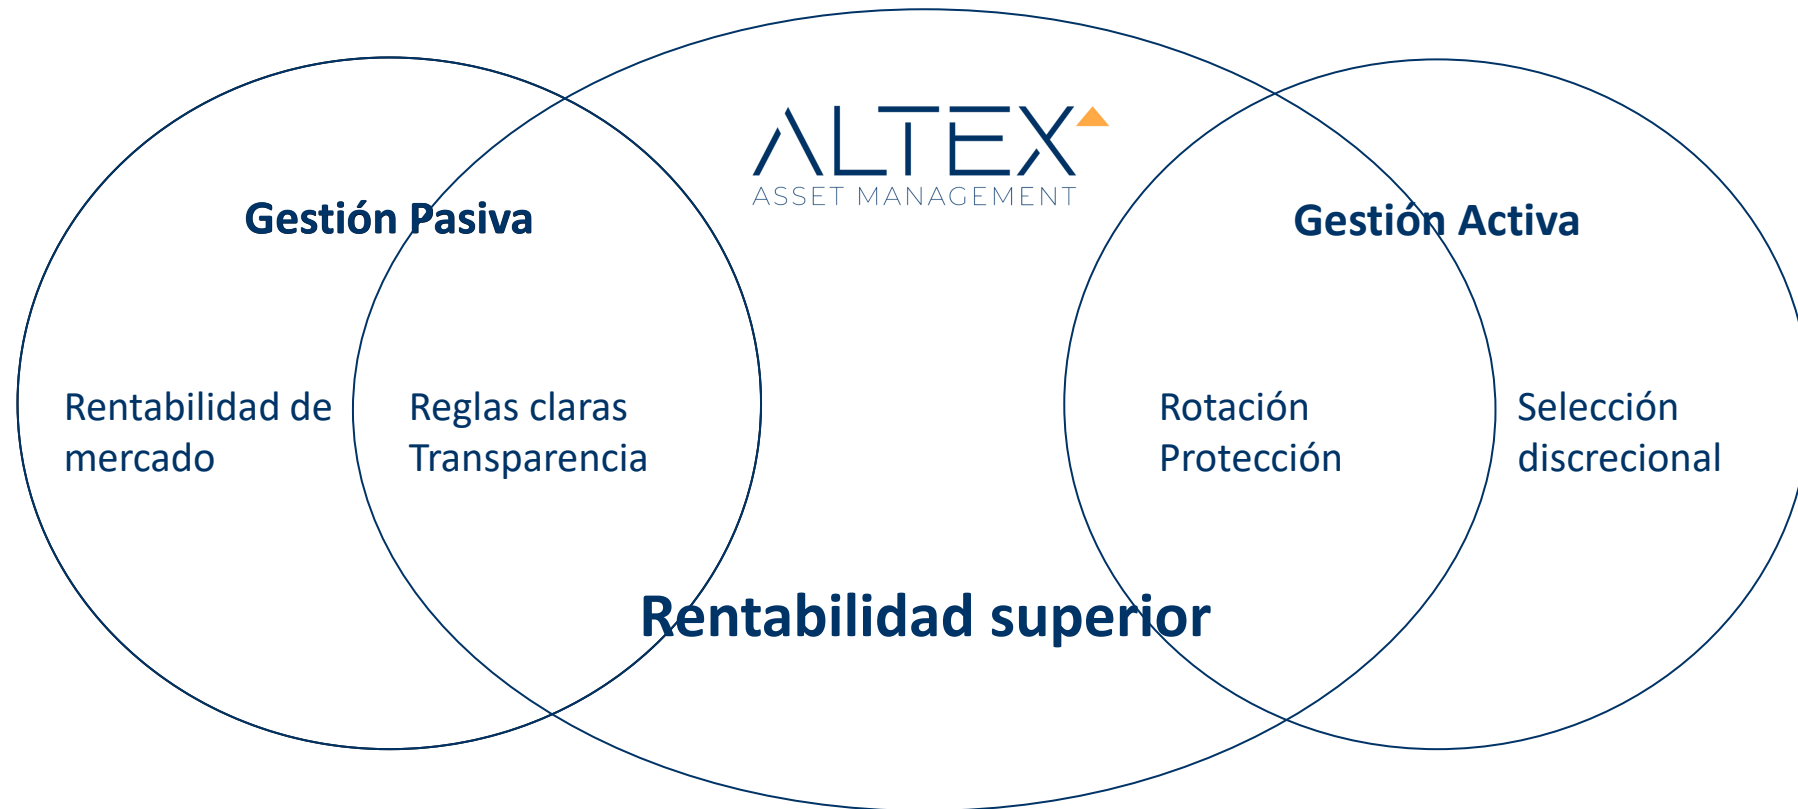 ALTEX
ASSET MANAGEMENT
Gestión Pasiva
Gestión Activa
Rentabilidad de
mercado
Reglas claras
Transparencia
Rotación
Protección
Selección
discrecional
Rentabilidad superior